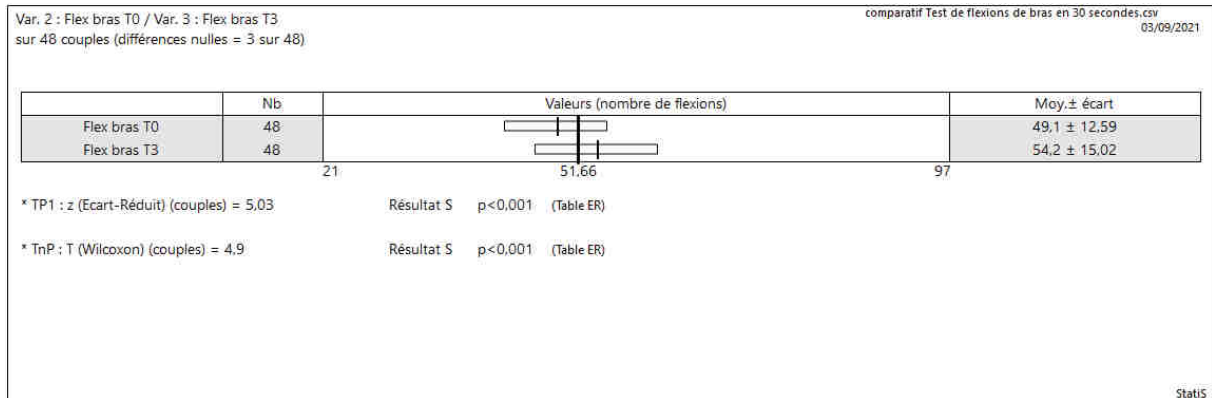 Var. 2 : Flex bras T0 / Var. 3 : Flex bras T3
comparatif Test de flexions de bras en 30 secondes.csv
sur 48 couples (différences nulles = 3 sur 48)
03/09/2021
Nb Valeurs (nombre de flexions) Moy.± écart
Flex bras T0 48 49,1 ± 12,59
Flex bras T3 48 54,2 ± 15,02
21 51,66 97
* TP1 : z (Ecart-Réduit) (couples) = 5,03 Résultat S p<0,001 (Table ER)
* TnP : T (Wilcoxon) (couples) = 4,9 Résultat S p<0,001 (Table ER)
StatiS